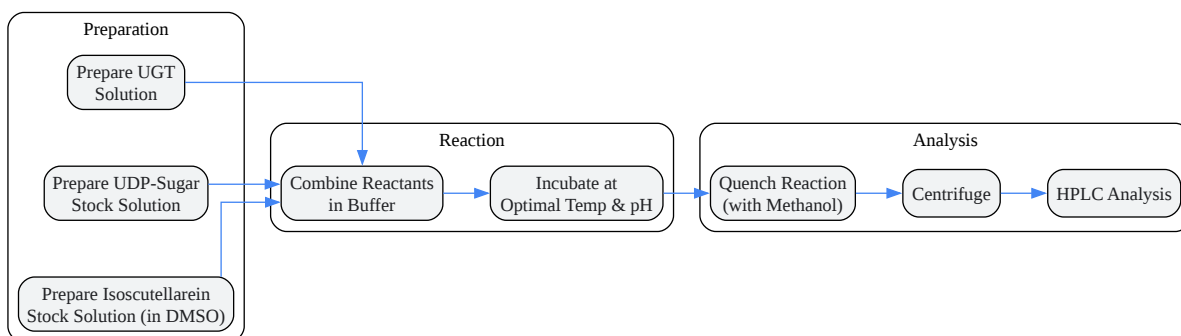 Preparation
Prepare UGT
Solution
Prepare UDP-Sugar
Stock Solution
Prepare Isoscutellarein
Stock Solution (in DMSO)
Reaction
Combine Reactants
in Buffer
Incubate at
Optimal Temp & pH
Analysis
Quench Reaction
(with Methanol)
Centrifuge
HPLC Analysis